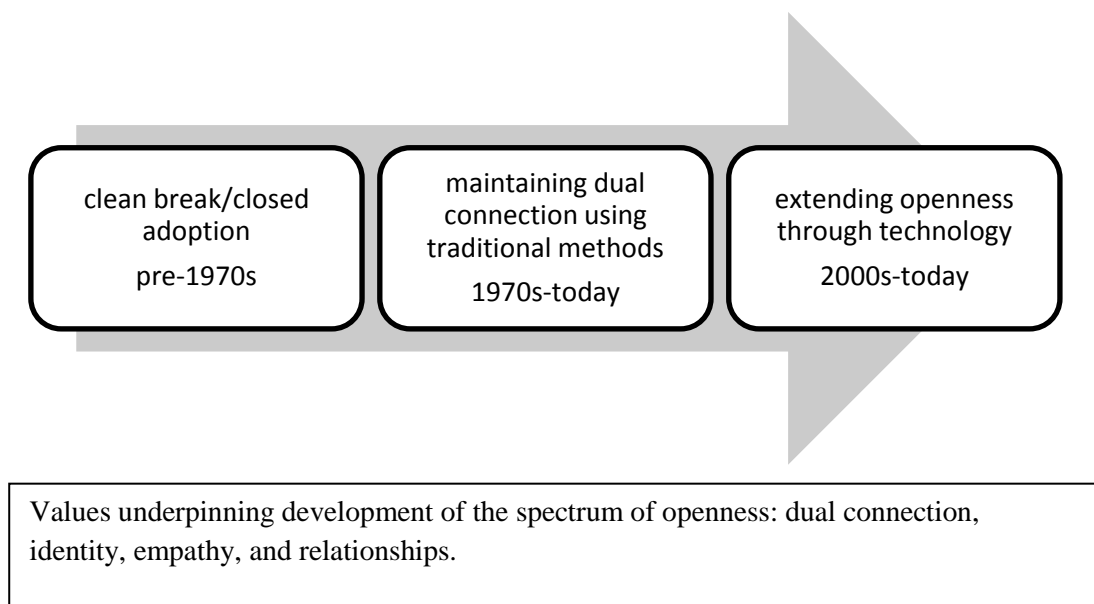 clean break/closed
adoption
pre-1970s
maintaining dual
connection using
traditional methods
1970s-today
extending openness
through technology
2000s-today
Values underpinning development of the spectrum of openness: dual connection,
identity, empathy, and relationships.